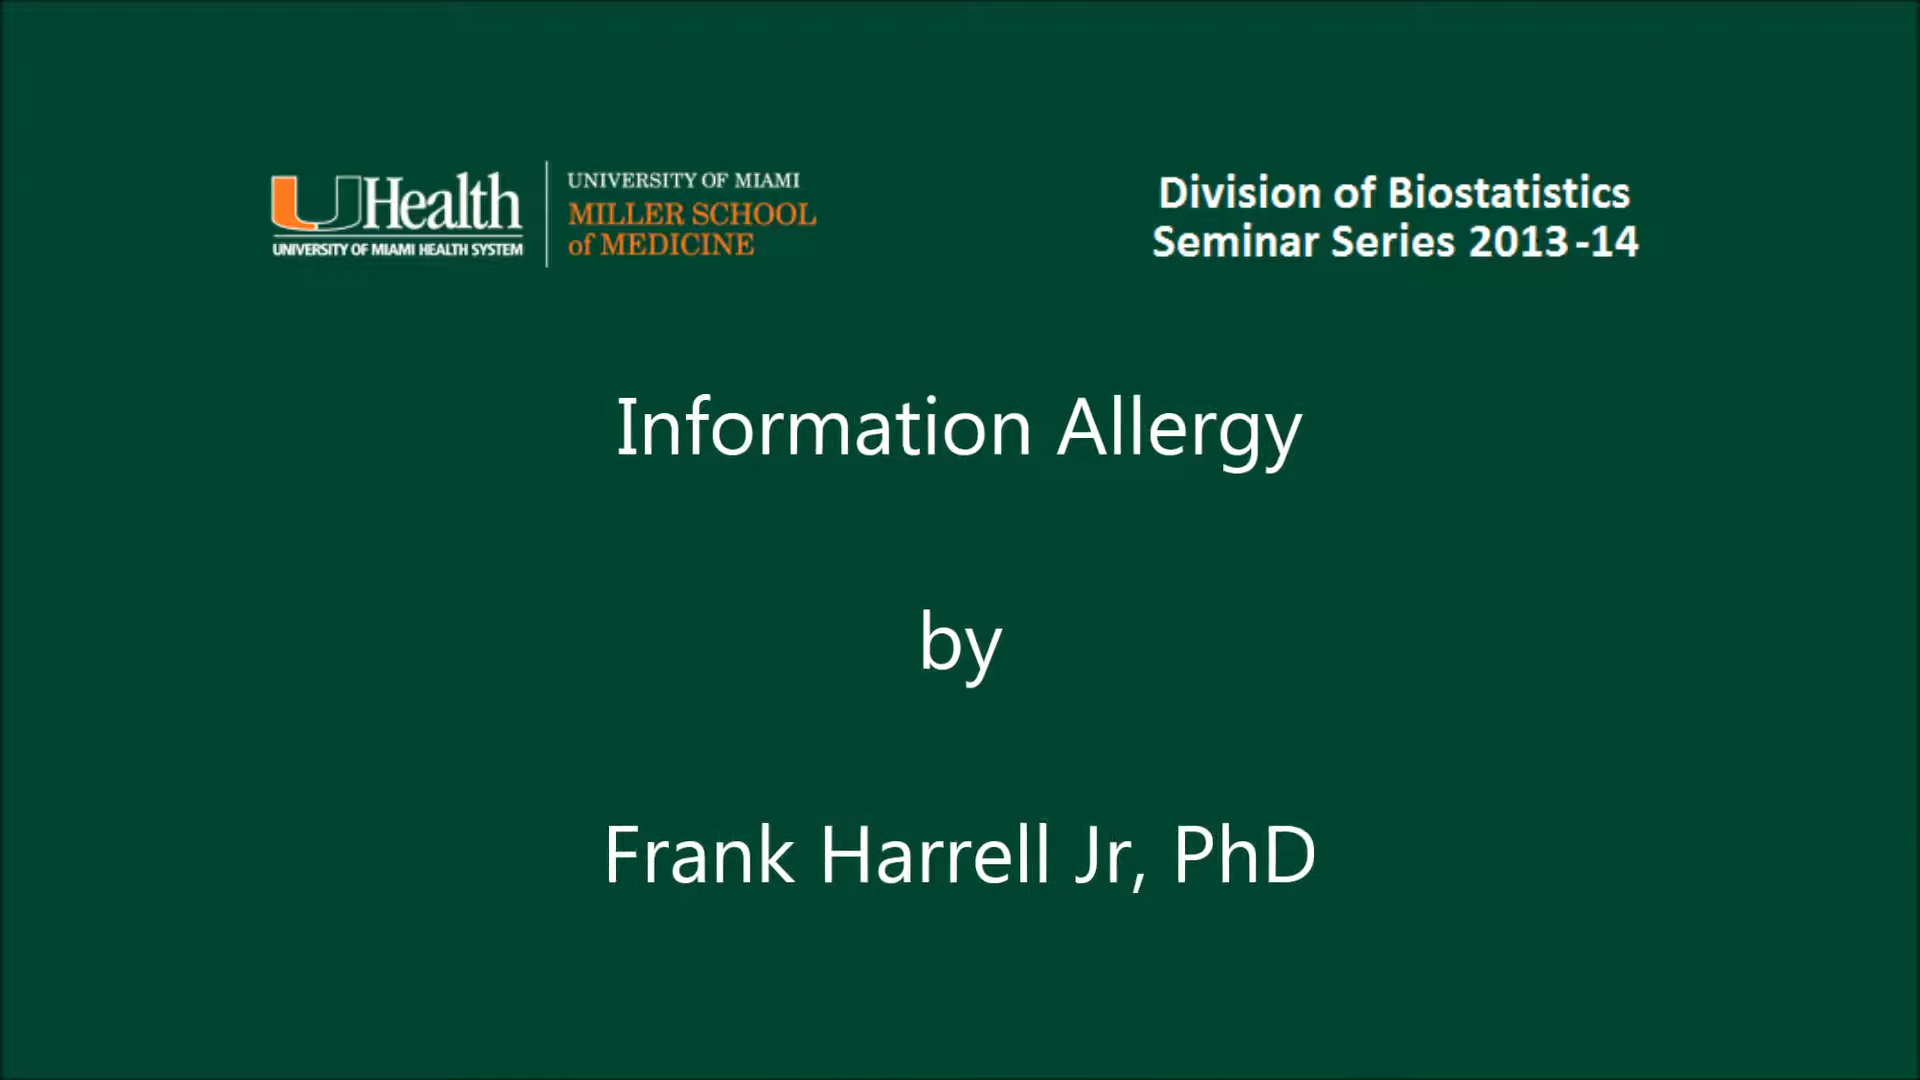 UHealth
UNIVERSITY OF MIAMI HEALTH SYSTEM
UNIVERSITY OF MIAMI
MILLER SCHOOL
of MEDICINE
Division of Biostatistics
Seminar Series 2013-14
Information Allergy
by
Frank Harrell Jr, PhD